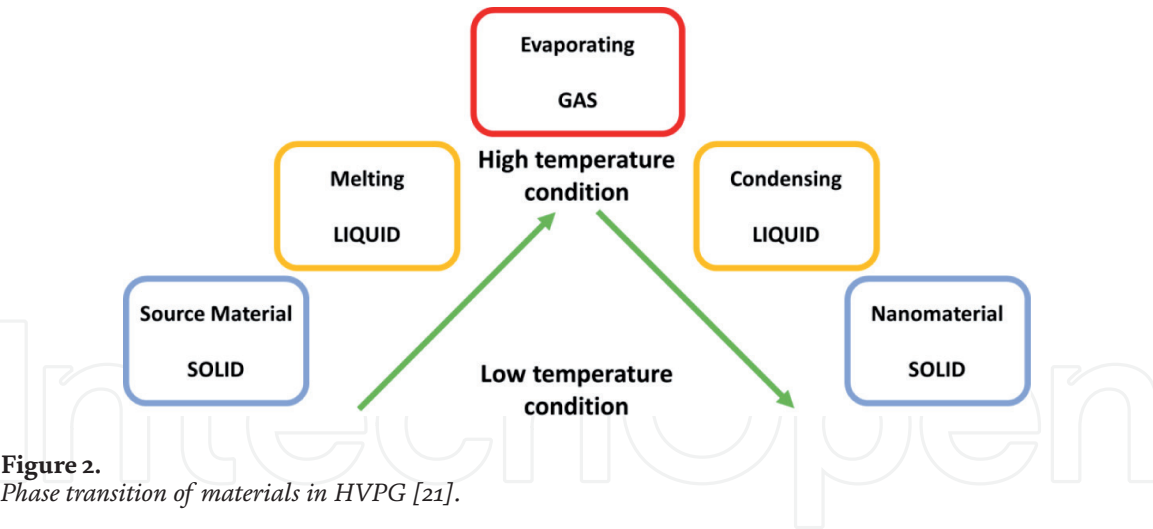 Evaporating
GAS
High temperature
condition
Melting
LIQUID
Condensing
LIQUID
Source Material
SOLID
Nanomaterial
SOLID
Low temperature
condition
IntechOpen
Figure 2.
Phase transition of materials in HVPG [21].